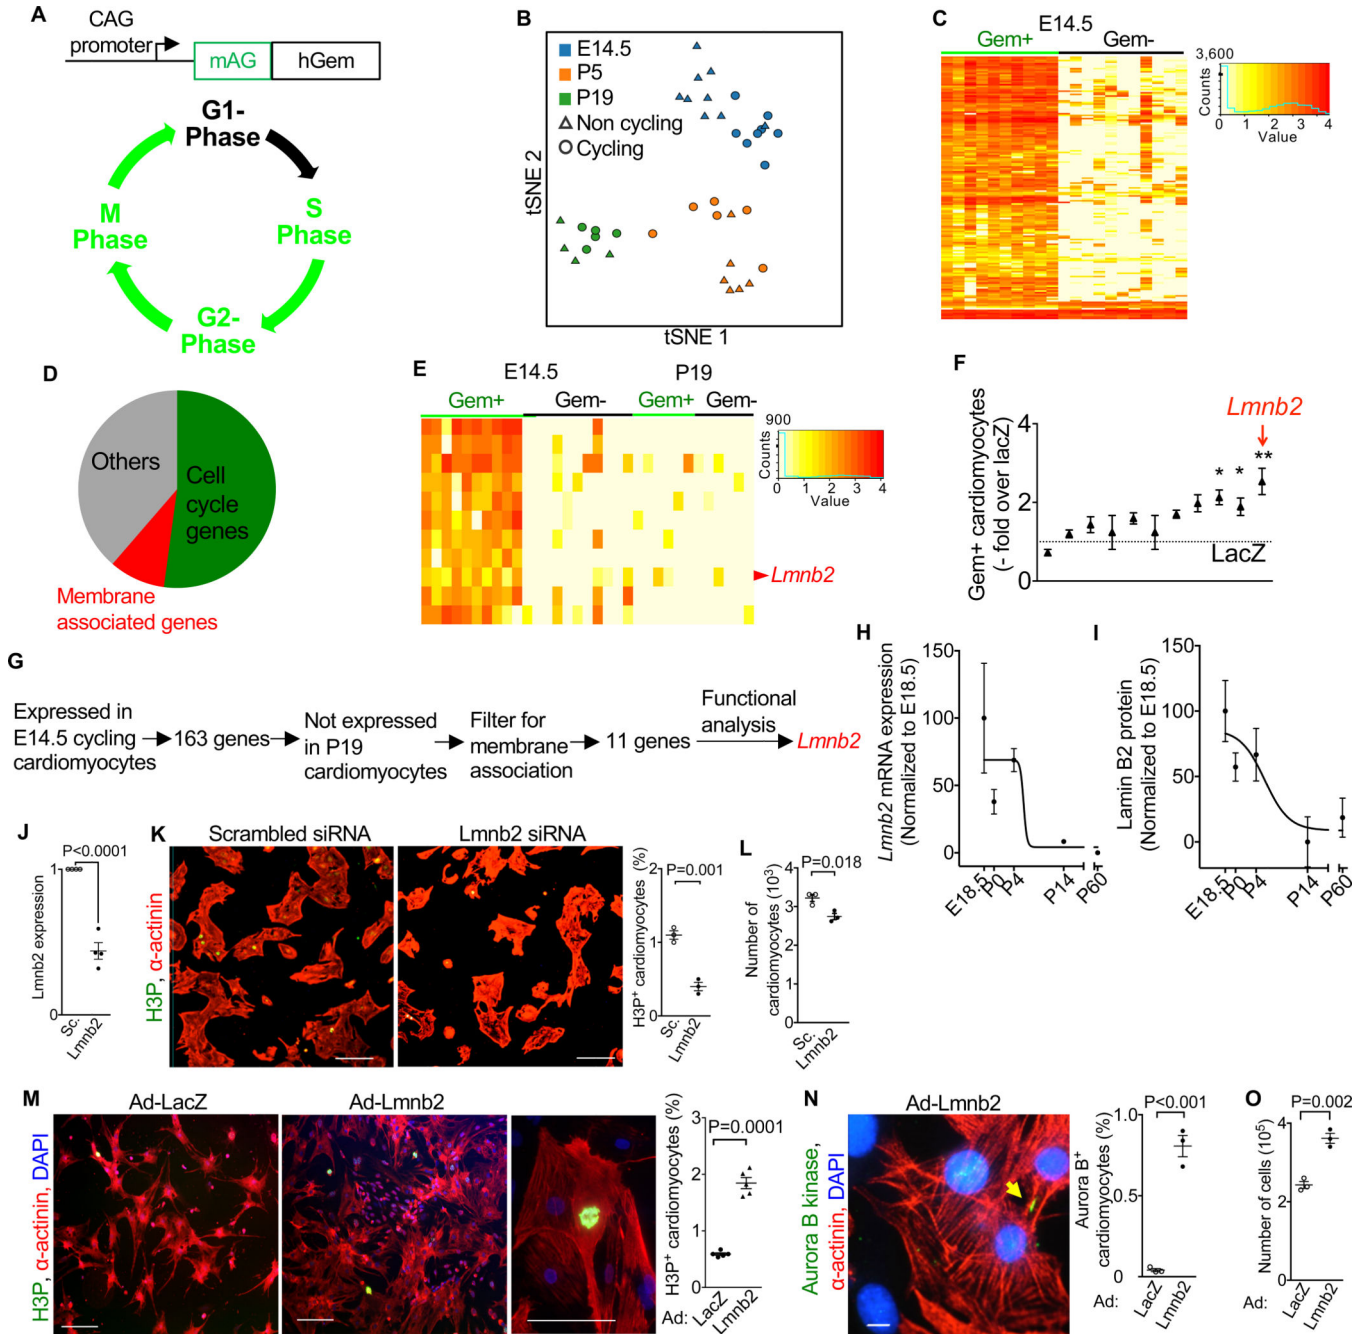 A
CAG
promoter
mAG
hGem
G1-
Phase
S
Phase
G2-
Phase
M
Phase
B
E14.5
P5
P19
Non cycling
Cycling
tSNE 2
tSNE 1
C
E14.5
Gem+
Gem-
3,600
Counts
0 1 2 3 4
Value
D
Others
Cell
cycle
genes
Membrane
associated genes
E
E14.5
P19
Gem+
Gem-
Gem+
Gem-
900
Counts
0 1 2 3 4
Value
Lmnb2
F
Gem+ cardiomyocytes
(- fold over lacZ)
4
2
0
Lmnb2
* * **
LacZ
G
Expressed in
E14.5 cycling
cardiomyocytes
163 genes
Not expressed
in P19
cardiomyocytes
Filter for
membrane
association
11 genes
Functional
analysis
Lmnb2
H
Lmnb2 mRNA expression
(Normalized to E18.5)
150
100
50
0
E18.5
P0
P4
P14
P60
I
Lamin B2 protein
(Normalized to E18.5)
150
100
50
0
E18.5
P0
P4
P14
P60
J
P<0.0001
Lmnb2 expression
1
0
Sc.
Lmnb2
K
Scrambled siRNA
Lmnb2 siRNA
H3P, α-actinin
H3P+ cardiomyocytes (%)
P=0.001
2
1
0
Sc.
Lmnb2
L
P=0.018
Number of
cardiomyocytes (10³)
4
3
2
1
0
Sc.
Lmnb2
M
Ad-LacZ
Ad-Lmnb2
H3P, α-actinin, DAPI
H3P+ cardiomyocytes (%)
P=0.0001
3
2
1
0
Ad:
LacZ
Lmnb2
N
Ad-Lmnb2
Aurora B kinase,
α-actinin, DAPI
Aurora B+
cardiomyocytes (%)
P<0.001
1.0
0.5
0
Ad:
LacZ
Lmnb2
O
P=0.002
Number of cells (10⁵)
4
2
0
Ad:
LacZ
Lmnb2